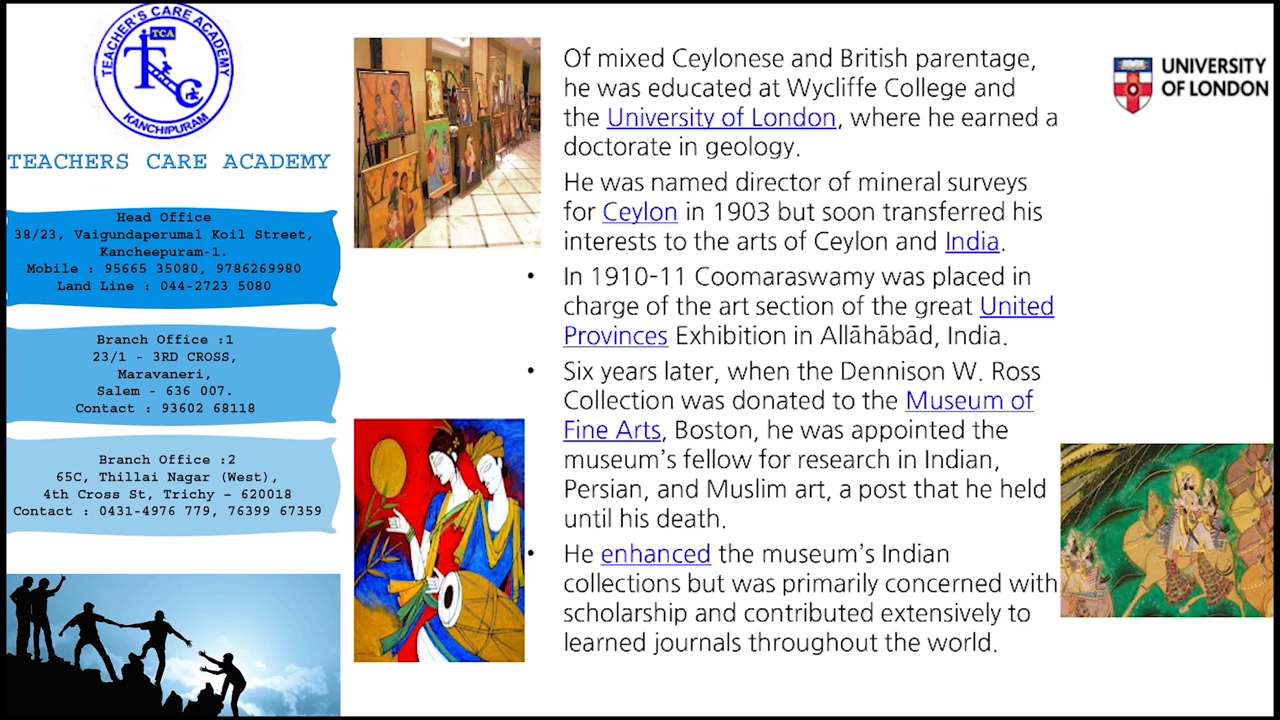 TEACHER'S CARE ACADEMY
TCA
KANCHIPURAM
TEACHERS CARE ACADEMY
Head Office
38/23, Vaigundaperumal Koil Street,
Kancheepuram-1.
Mobile : 95665 35080, 9786269980
Land Line : 044-2723 5080
Branch Office :1
23/1 - 3RD CROSS,
Maravaneri,
Salem - 636 007.
Contact : 93602 68118
Branch Office :2
65C, Thillai Nagar (West),
4th Cross St, Trichy – 620018
Contact : 0431-4976 779, 76399 67359
Of mixed Ceylonese and British parentage,
he was educated at Wycliffe College and
the University of London, where he earned a
doctorate in geology.
He was named director of mineral surveys
for Ceylon in 1903 but soon transferred his
interests to the arts of Ceylon and India.
• In 1910-11 Coomaraswamy was placed in
charge of the art section of the great United
Provinces Exhibition in Allāhābād, India.
• Six years later, when the Dennison W. Ross
Collection was donated to the Museum of
Fine Arts, Boston, he was appointed the
museum's fellow for research in Indian,
Persian, and Muslim art, a post that he held
until his death.
• He enhanced the museum's Indian
collections but was primarily concerned with
scholarship and contributed extensively to
learned journals throughout the world.
UNIVERSITY
OF LONDON